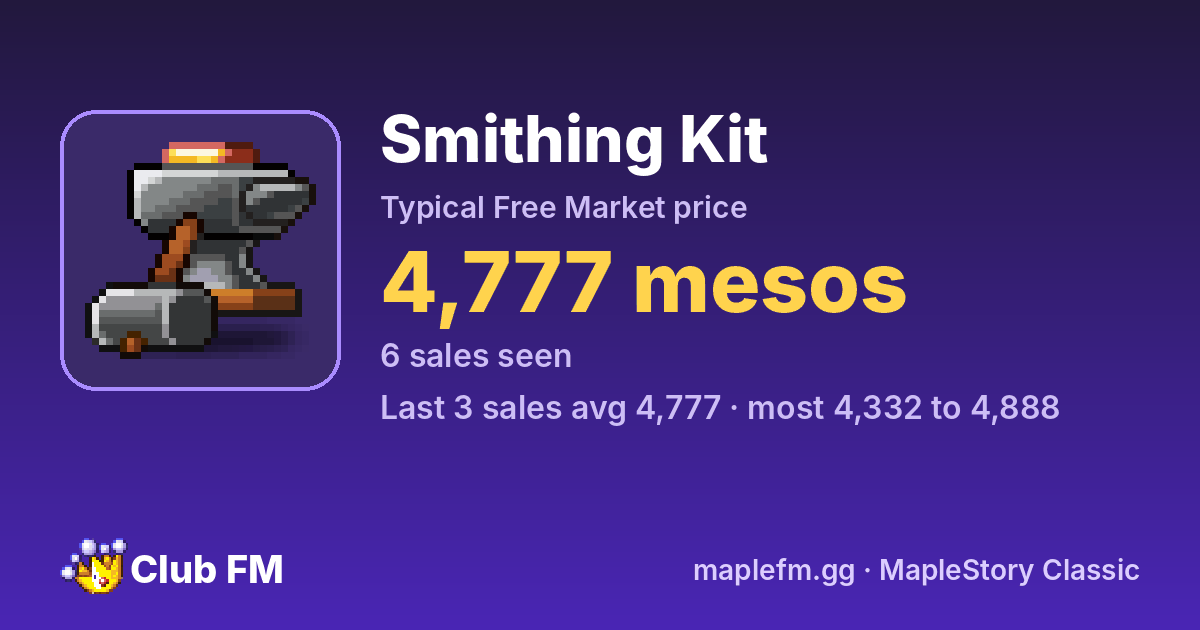 Smithing Kit
Typical Free Market price
4,777 mesos
6 sales seen
Last 3 sales avg 4,777 · most 4,332 to 4,888
Club FM
maplefm.gg · MapleStory Classic